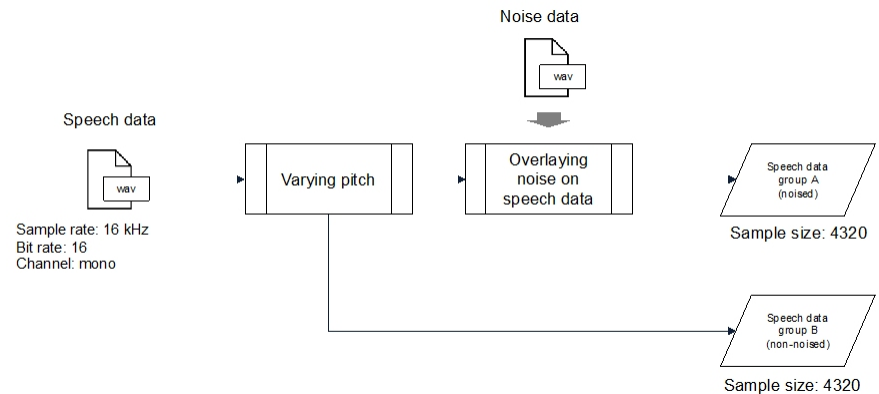 Noise data
wav
Speech data
wav
Sample rate: 16 kHz
Bit rate: 16
Channel: mono
Varying pitch
Overlaying
noise on
speech data
Speech data
group A
(noised)
Sample size: 4320
Speech data
group B
(non-noised)
Sample size: 4320